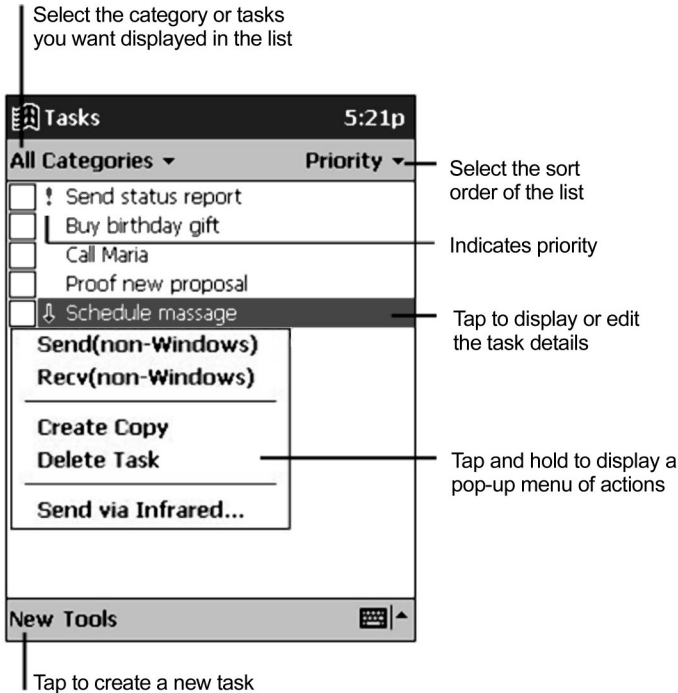 Select the category or tasks
you want displayed in the list
Tasks 5:21p
All Categories Priority
Select the sort
order of the list
! Send status report
Buy birthday gift
Indicates priority
Call Maria
Proof new proposal
Schedule massage
Tap to display or edit
the task details
Send(non-Windows)
Recv(non-Windows)
Create Copy
Delete Task
Tap and hold to display a
pop-up menu of actions
Send via Infrared...
New Tools
Tap to create a new task